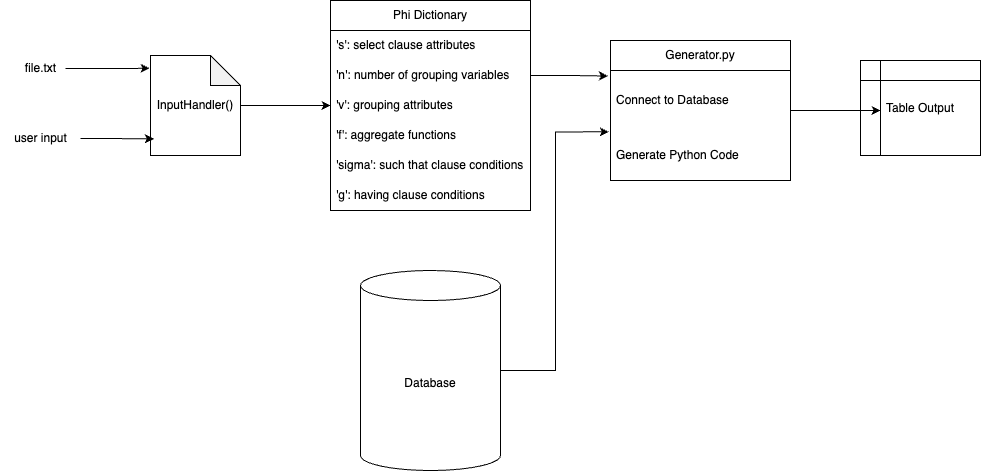 file.txt
user input
InputHandler()
Phi Dictionary
's': select clause attributes
'n': number of grouping variables
'v': grouping attributes
'f': aggregate functions
'sigma': such that clause conditions
'g': having clause conditions
Generator.py
Connect to Database
Generate Python Code
Table Output
Database